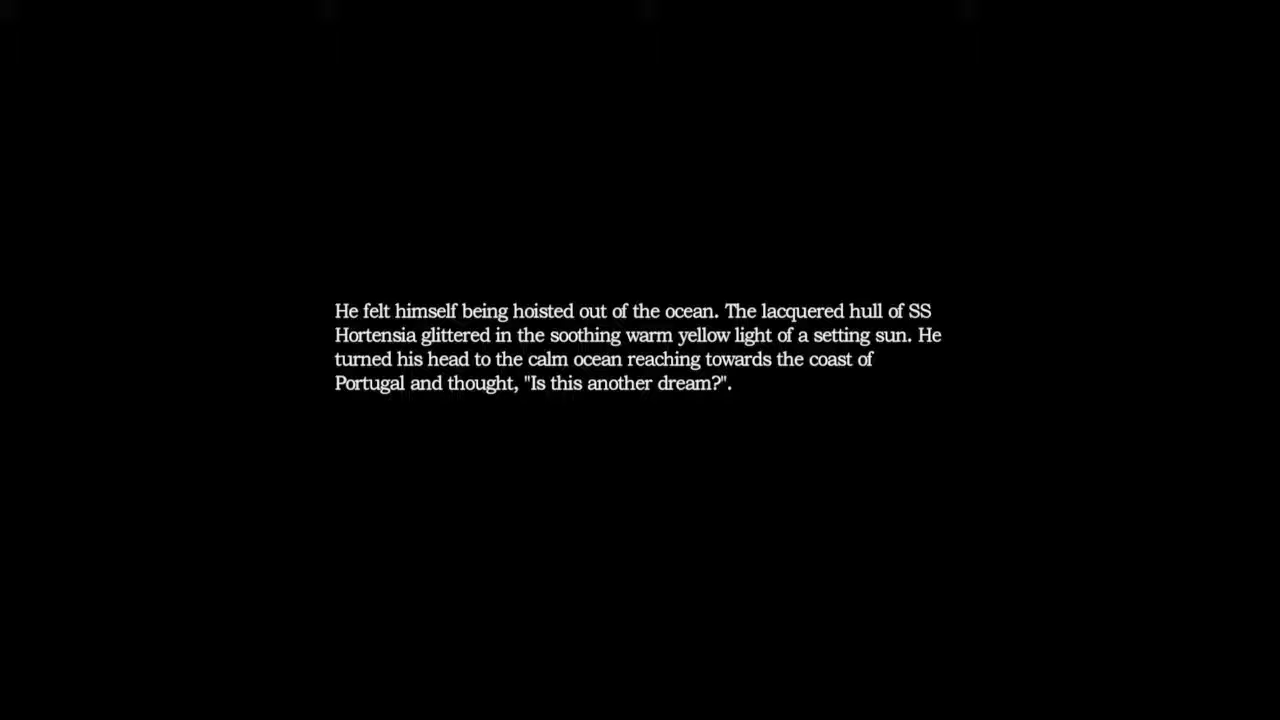 He felt himself being hoisted out of the ocean. The lacquered hull of SS
Hortensia glittered in the soothing warm yellow light of a setting sun. He
turned his head to the calm ocean reaching towards the coast of
Portugal and thought, "Is this another dream?".